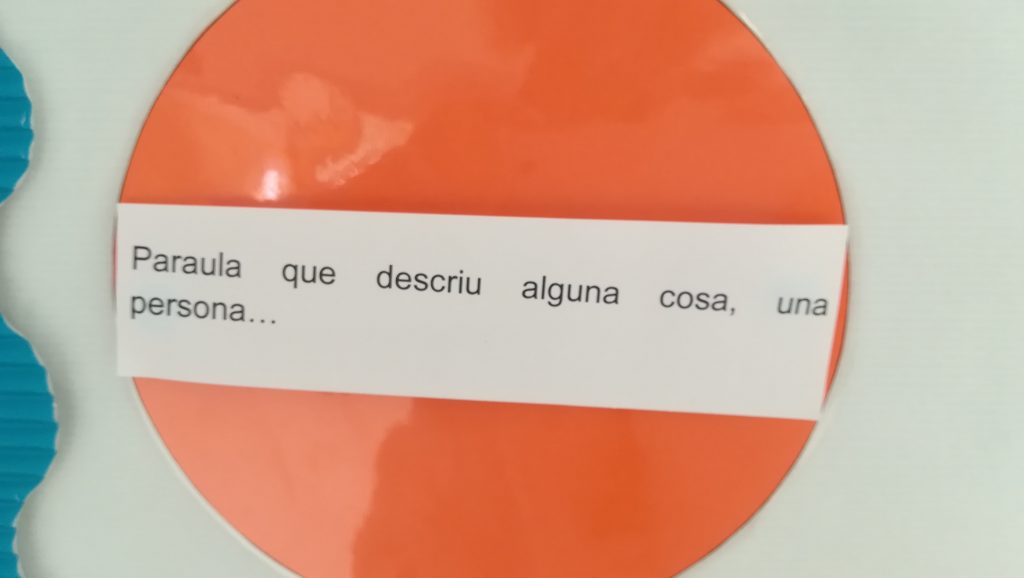 Paraula que descriu alguna cosa, una
persona...